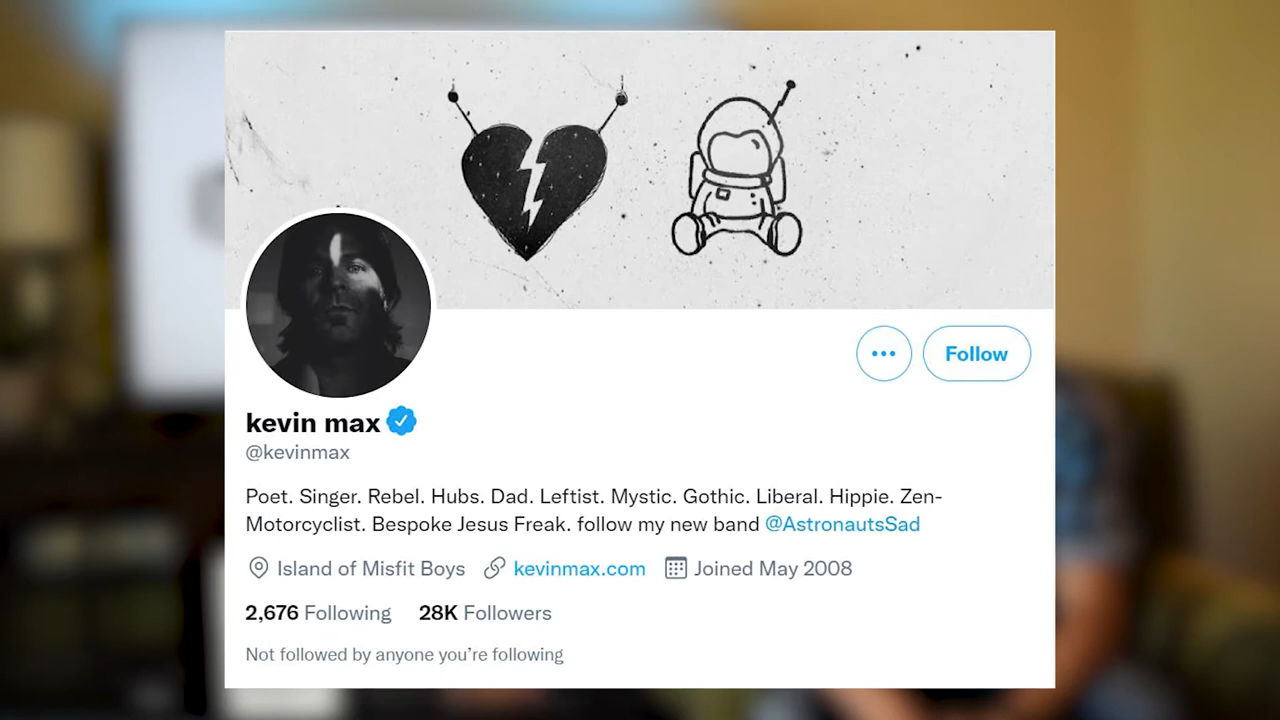 Follow
kevin max
@kevinmax
Poet. Singer. Rebel. Hubs. Dad. Leftist. Mystic. Gothic. Liberal. Hippie. Zen-
Motorcyclist. Bespoke Jesus Freak. follow my new band @AstronautsSad
Island of Misfit Boys kevinmax.com Joined May 2008
2,676 Following 28K Followers
Not followed by anyone you’re following